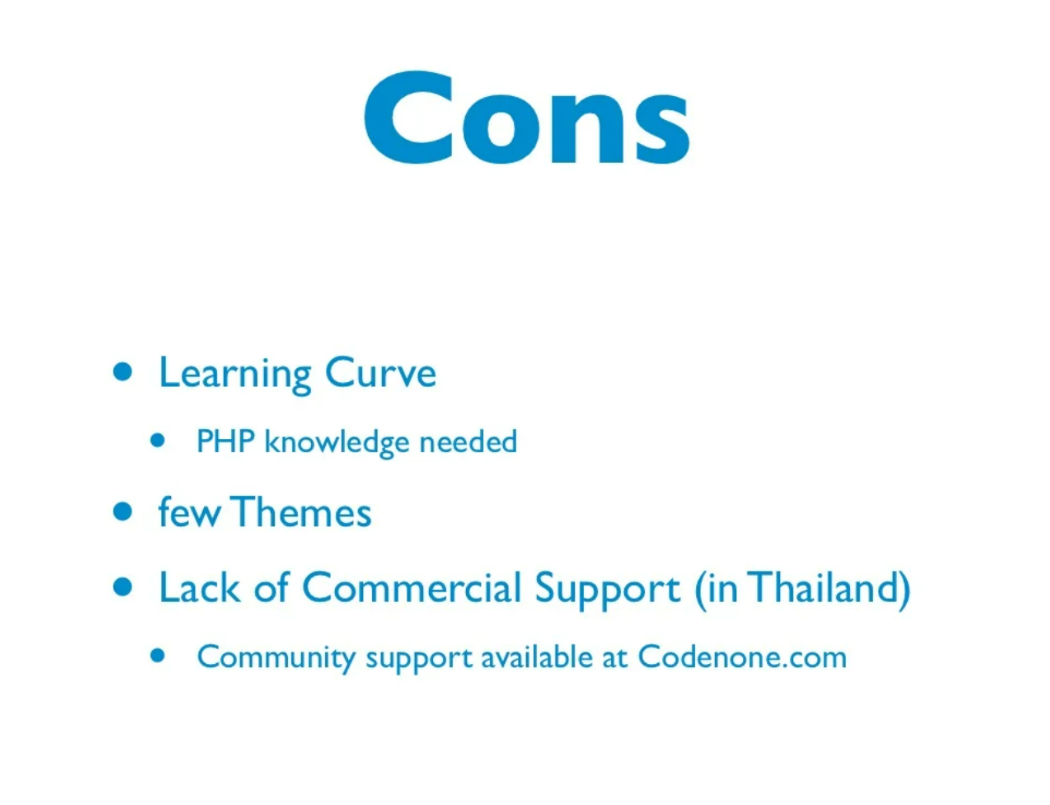 Cons
• Learning Curve
• PHP knowledge needed
• few Themes
• Lack of Commercial Support (in Thailand)
• Community support available at Codenone.com